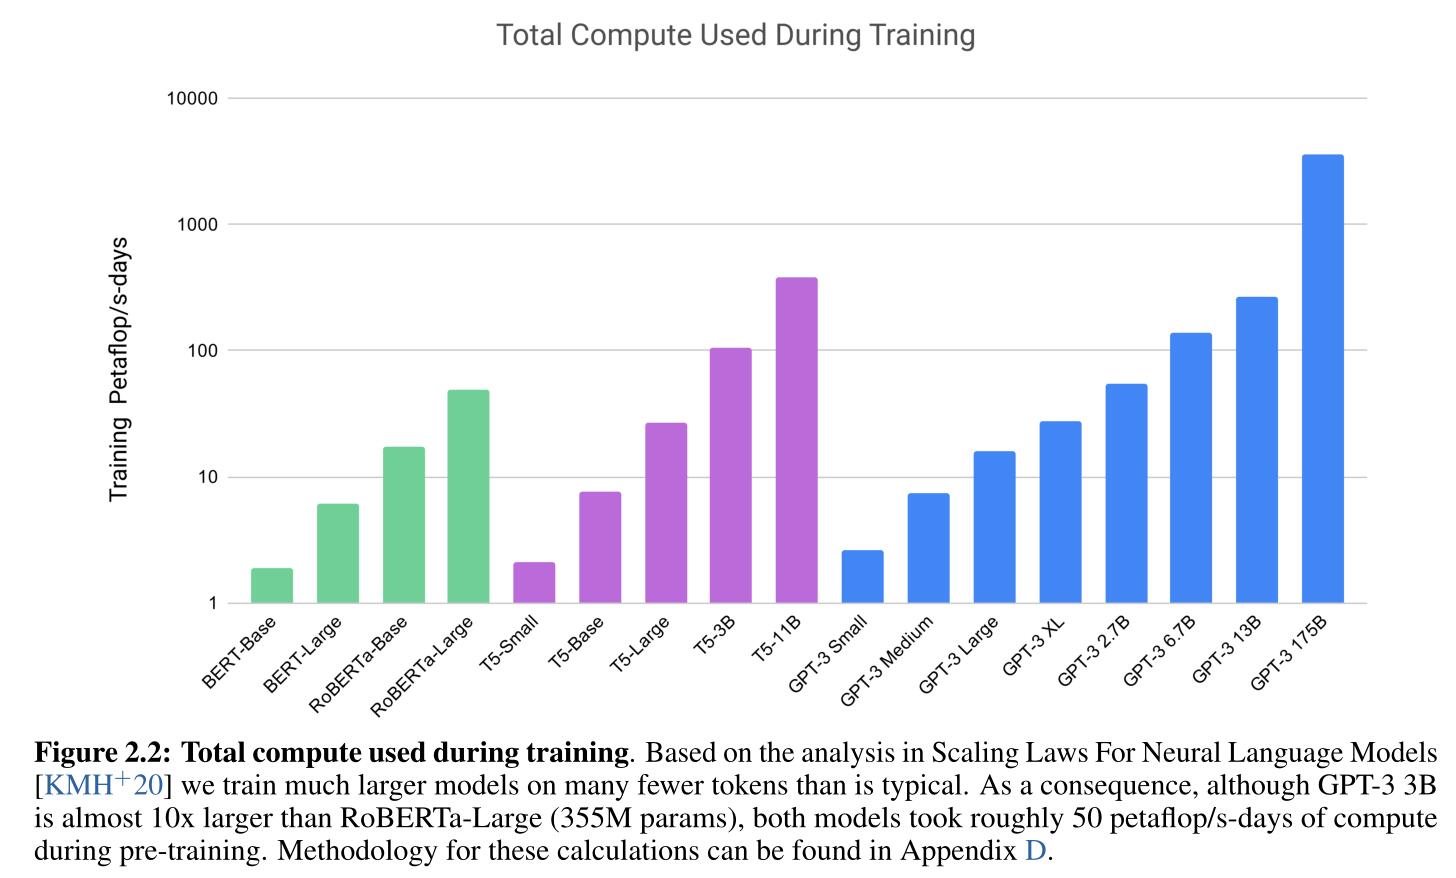 Total Compute Used During Training
10000
1000
100
10
1
Training Petaflop/s-days
BERT-Base
BERT-Large
RoBERTa-Base
RoBERTa-Large
T5-Small
T5-Base
T5-Large
T5-3B
T5-11B
GPT-3 Small
GPT-3 Medium
GPT-3 Large
GPT-3 XL
GPT-3 2.7B
GPT-3 6.7B
GPT-3 13B
GPT-3 175B
Figure 2.2: Total compute used during training. Based on the analysis in Scaling Laws For Neural Language Models
[KMH+20] we train much larger models on many fewer tokens than is typical. As a consequence, although GPT-3 3B
is almost 10x larger than RoBERTa-Large (355M params), both models took roughly 50 petaflop/s-days of compute
during pre-training. Methodology for these calculations can be found in Appendix D.